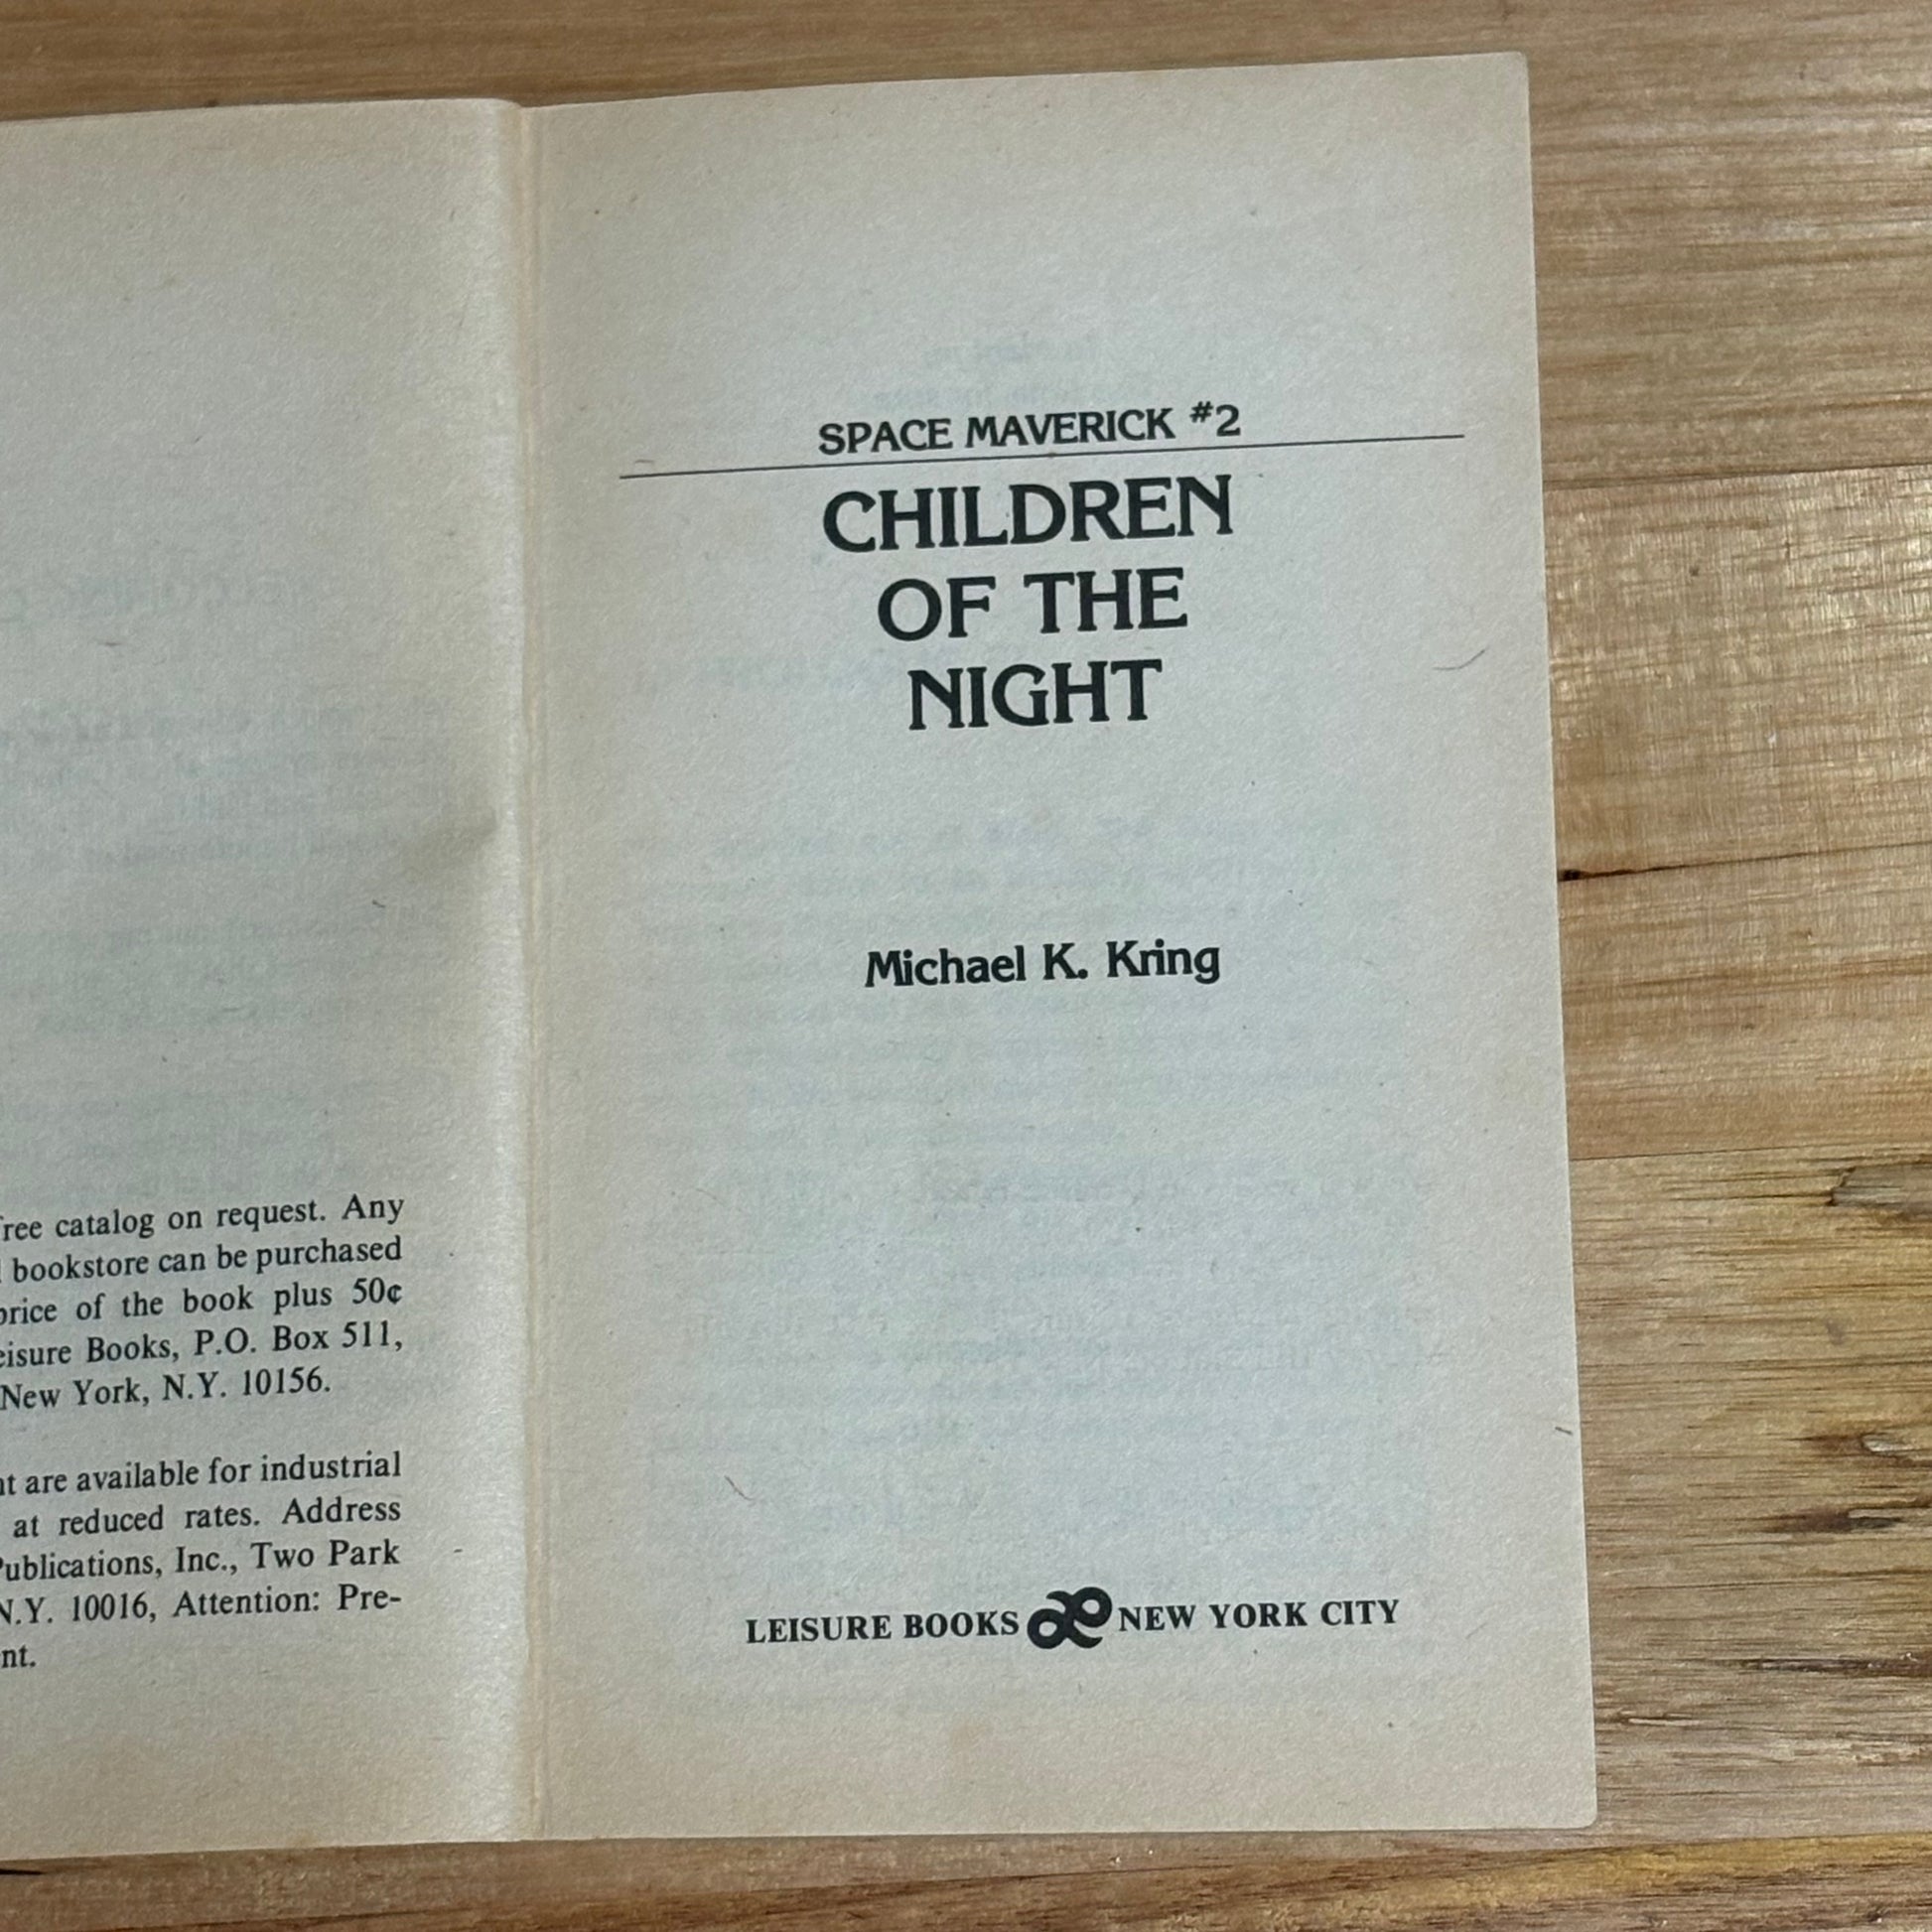 free catalog on request. Any
bookstore can be purchased
price of the book plus 50¢
Leisure Books, P.O. Box 511,
New York, N.Y. 10156.
are available for industrial
at reduced rates. Address
Publications, Inc., Two Park
N.Y. 10016, Attention: Pre-
SPACE MAVERICK #2
CHILDREN
OF THE
NIGHT
Michael K. Kring
LEISURE BOOKS NEW YORK CITY